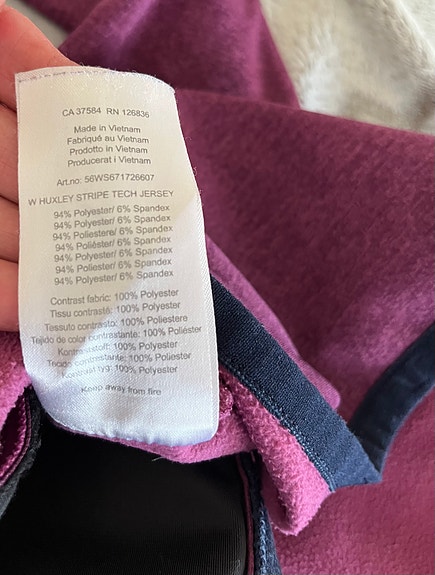 CA 37584 RN 126836
Made in Vietnam
Fabriqué au Vietnam
Prodotto in Vietnam
Producerat i Vietnam
Art.no: 56WS671726607
W HUXLEY STRIPE TECH JERSEY
94% Polyester/ 6% Spandex
94% Polyester/ 6% Spandex
94% Poliestere/ 6% Spandex
94% Poliéster/ 6% Spandex
94% Polyester/ 6% Spandex
94% Poliester/ 6% Spandex
94% Polyester/ 6% Spandex
Contrast fabric: 100% Polyester
Tissu contrasté: 100% Polyester
Tessuto contrasto: 100% Poliestere
Tejido de color contrastante: 100% Poliéster
Kontraststoff: 100% Polyester
Tecido contrastante: 100% Polyester
Kontrast tyg: 100% Polyester
Keep away from fire